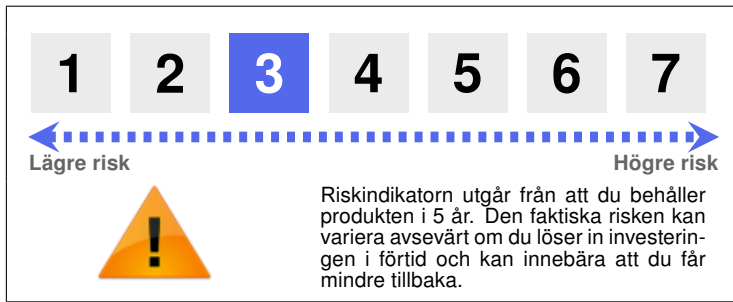 1 2 3 4 5 6 7
Lägre risk Högre risk
!
Riskindikatorn utgår från att du behåller
produkten i 5 år. Den faktiska risken kan
variera avsevärt om du löser in investerin-
gen i förtid och kan innebära att du får
mindre tillbaka.